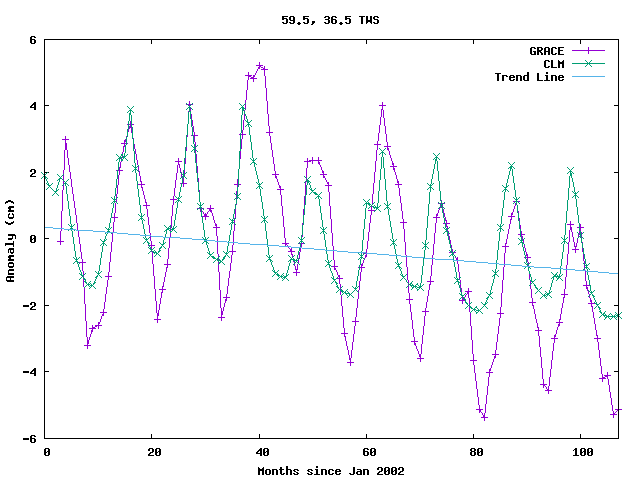 59.5, 36.5 TWS
GRACE
CLM
Trend Line
6
4
2
0
-2
-4
-6
Anomaly (cm)
0 20 40 60 80 100
Months since Jan 2002